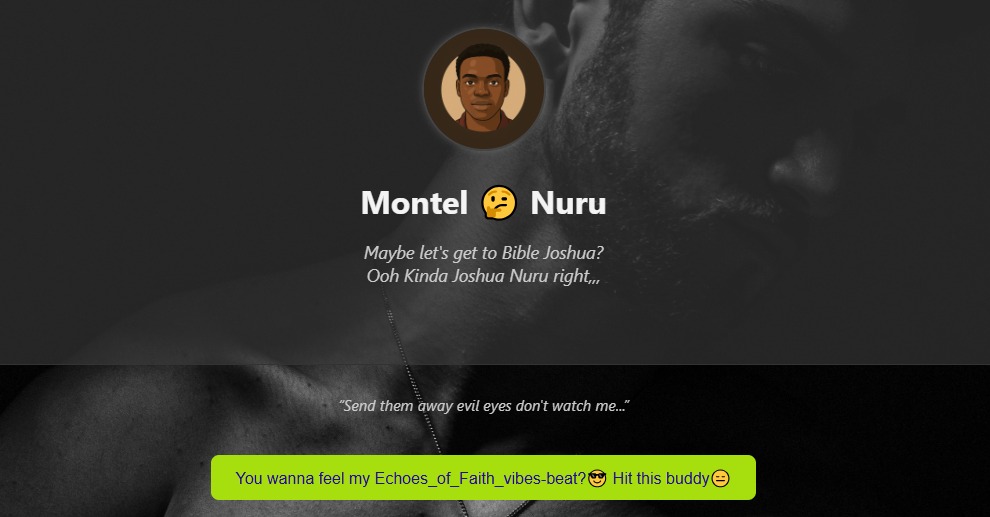 Montel 🤔 Nuru
Maybe let's get to Bible Joshua?
Ooh Kinda Joshua Nuru right,,,
“Send them away evil eyes don't watch me...”
You wanna feel my Echoes_of_Faith_vibes-beat?😎 Hit this buddy😑